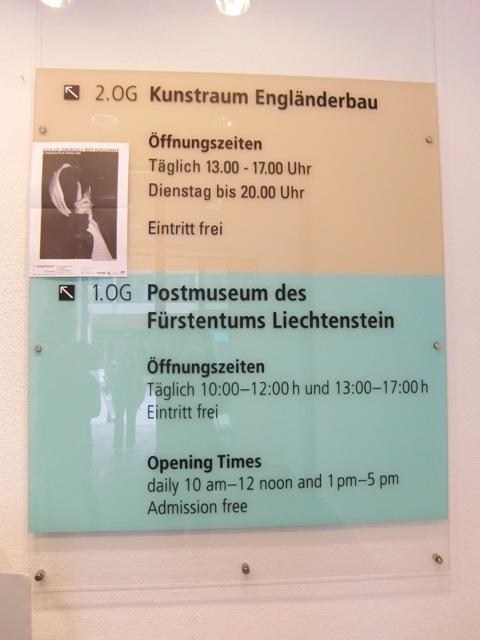 2.OG Kunstraum Engländerbau
Öffnungszeiten
Täglich 13.00 - 17.00 Uhr
Dienstag bis 20.00 Uhr
Eintritt frei
1.OG Postmuseum des
Fürstentums Liechtenstein
Öffnungszeiten
Täglich 10:00–12:00 h und 13:00–17:00 h
Eintritt frei
Opening Times
daily 10 am–12 noon and 1 pm–5 pm
Admission free